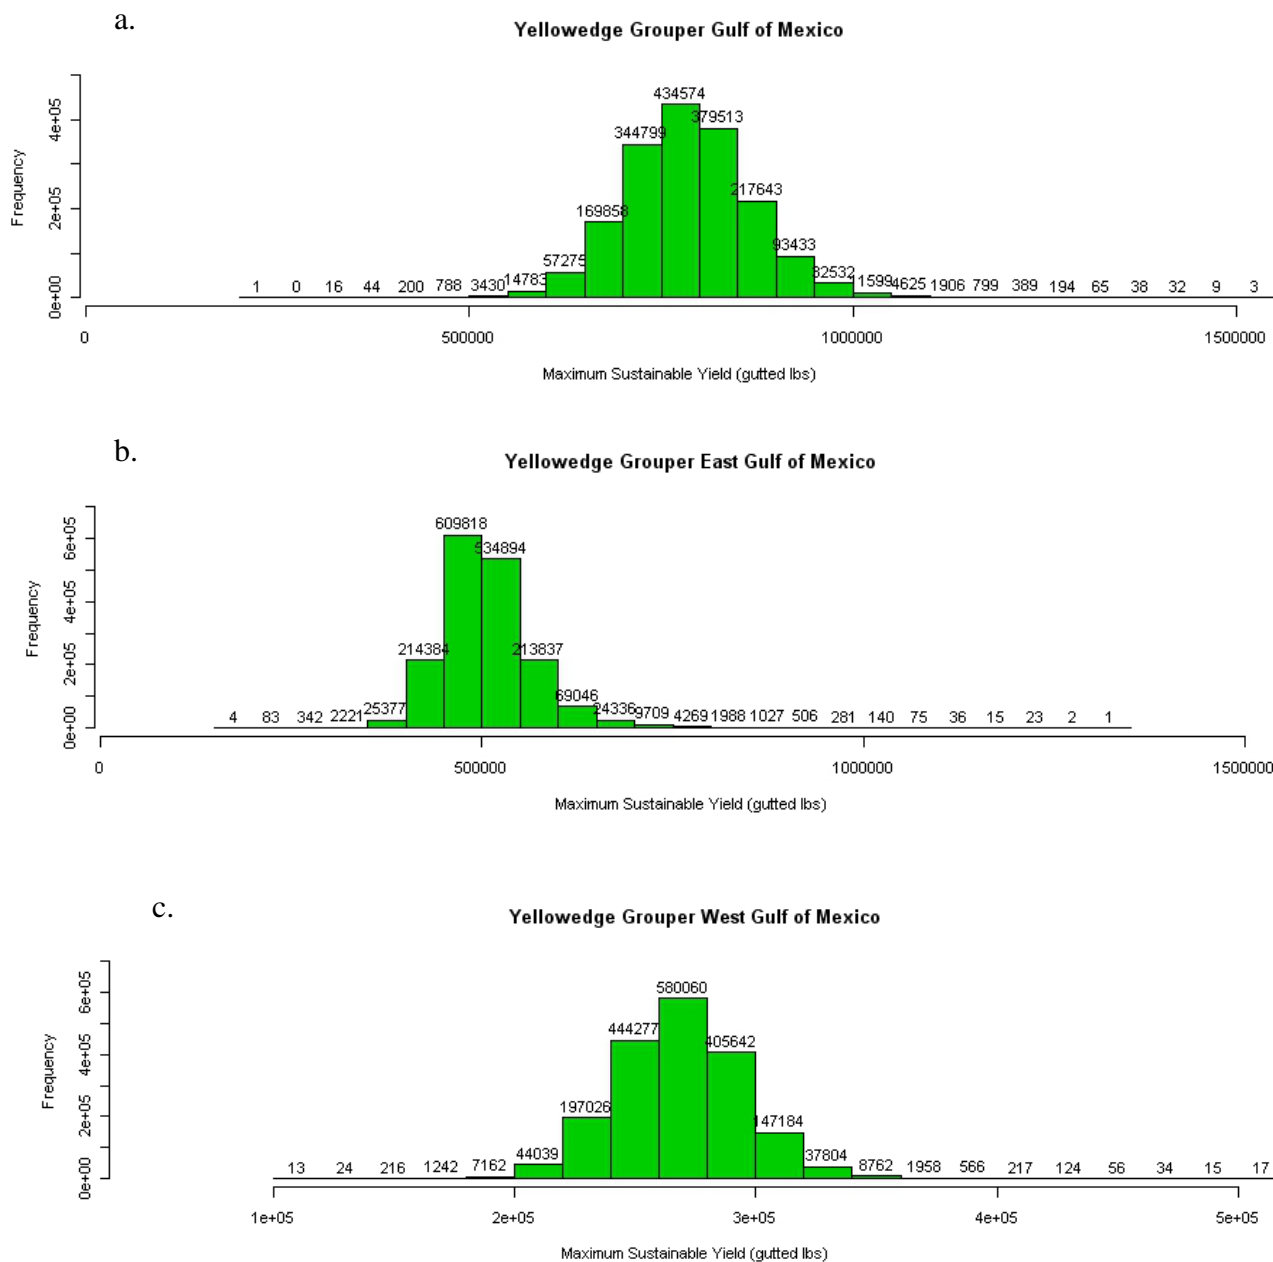 a.
Yellowedge Grouper Gulf of Mexico
Frequency
0e+00 2e+05 4e+05
1 0 16 44 200 788 3430 14783 57275 169858 344799 434574 379513 217643 93433 32532 11599 4625 1906 799 389 194 65 38 32 9 3
0 500000 1000000 1500000
Maximum Sustainable Yield (gutted lbs)
b.
Yellowedge Grouper East Gulf of Mexico
Frequency
0e+00 2e+05 4e+05 6e+05
4 83 342 2221 25377 214384 609818 534894 213837 69046 24336 9709 4269 1988 1027 506 281 140 75 36 15 23 2 1
0 500000 1000000 1500000
Maximum Sustainable Yield (gutted lbs)
c.
Yellowedge Grouper West Gulf of Mexico
Frequency
0e+00 2e+05 4e+05 6e+05
13 24 216 1242 7162 44039 197026 444277 580060 405642 147184 37804 8762 1958 566 217 124 56 34 15 17
1e+05 2e+05 3e+05 4e+05 5e+05
Maximum Sustainable Yield (gutted lbs)